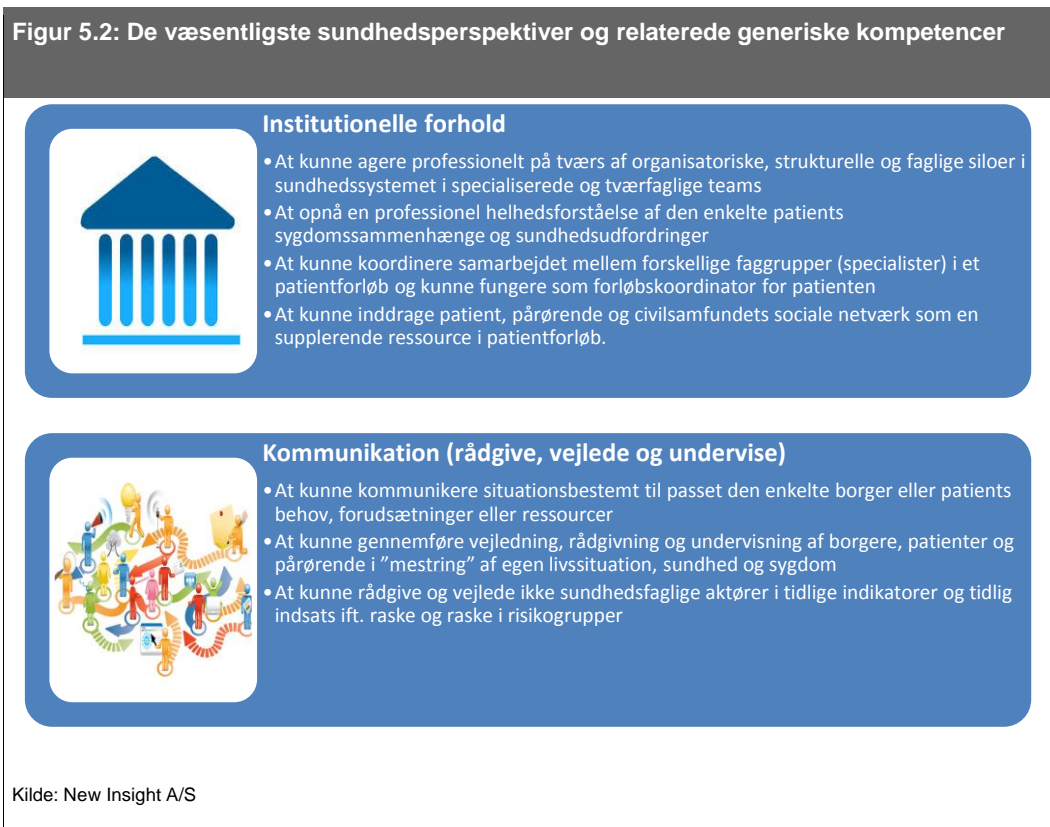 Figur 5.2: De væsentligste sundhedsperspektiver og relaterede generiske kompetencer
Institutionelle forhold
•At kunne agere professionelt på tværs af organisatoriske, strukturelle og faglige siloer i
sundhedssystemet i specialiserede og tværfaglige teams
•At opnå en professionel helhedsforståelse af den enkelte patients
sygdomssammenhænge og sundhedsudfordringer
•At kunne koordinere samarbejdet mellem forskellige faggrupper (specialister) i et
patientforløb og kunne fungere som forløbskoordinator for patienten
•At kunne inddrage patient, pårørende og civilsamfundets sociale netværk som en
supplerende ressource i patientforløb.
Kommunikation (rådgive, vejlede og undervise)
•At kunne kommunikere situationsbestemt til passet den enkelte borger eller patients
behov, forudsætninger eller ressourcer
•At kunne gennemføre vejledning, rådgivning og undervisning af borgere, patienter og
pårørende i ”mestring” af egen livssituation, sundhed og sygdom
•At kunne rådgive og vejlede ikke sundhedsfaglige aktører i tidlige indikatorer og tidlig
indsats ift. raske og raske i risikogrupper
Kilde: New Insight A/S